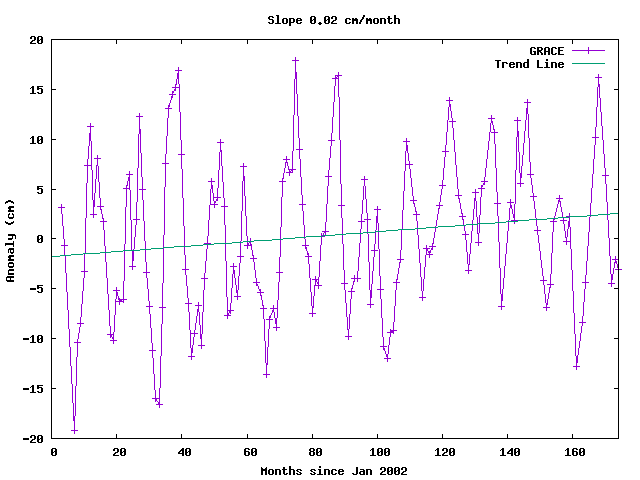 Slope 0.02 cm/month
GRACE
Trend Line
20
15
10
5
0
-5
-10
-15
-20
Anomaly (cm)
0 20 40 60 80 100 120 140 160
Months since Jan 2002